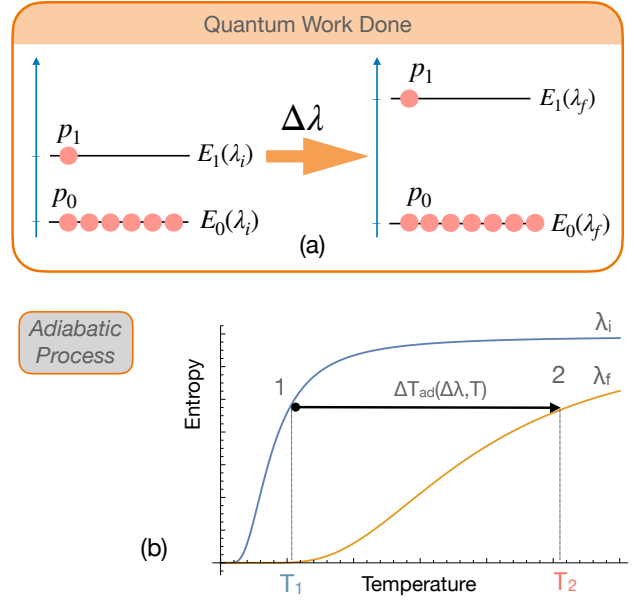 Quantum Work Done
p₁
E₁(λᵢ)
p₀
E₀(λᵢ)
Δλ
p₁
E₁(λf)
p₀
E₀(λf)
(a)
Adiabatic
Process
Entropy
λᵢ
1
ΔTad(Δλ,T)
2
λf
(b)
T₁
Temperature
T₂